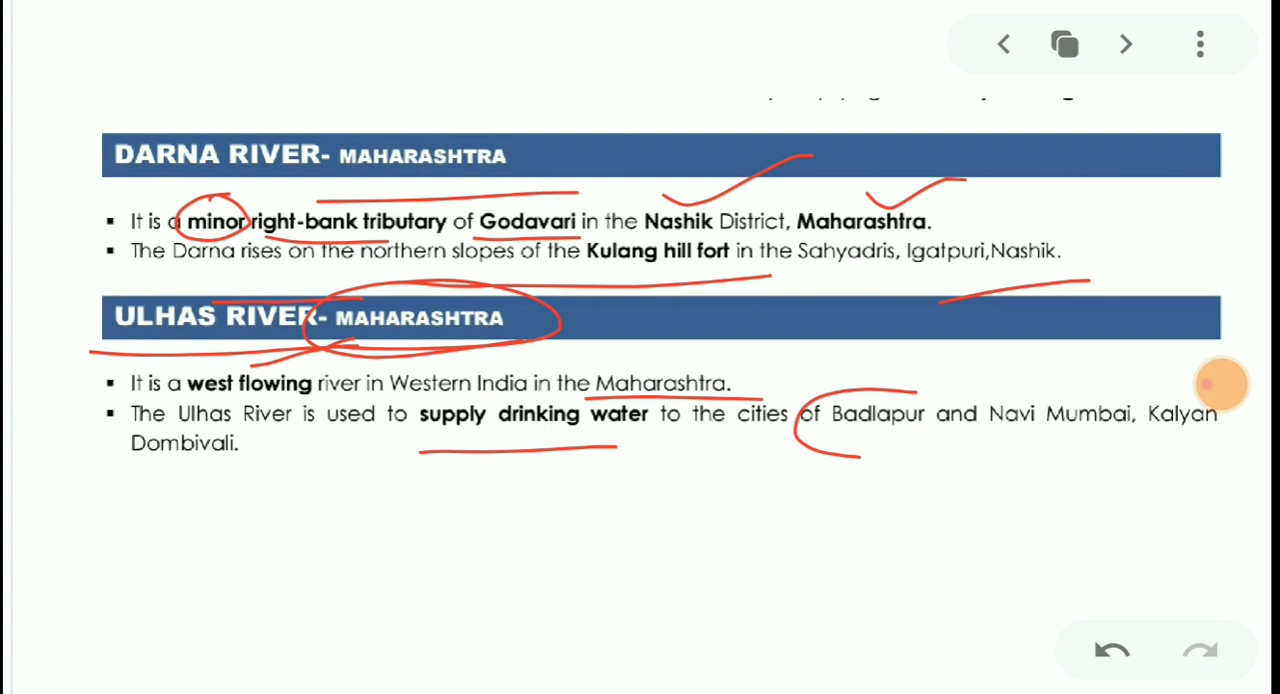 DARNA RIVER- MAHARASHTRA
▪ It is a minor right-bank tributary of Godavari in the Nashik District, Maharashtra.
▪ The Darna rises on the northern slopes of the Kulang hill fort in the Sahyadris, Igatpuri,Nashik.
ULHAS RIVER- MAHARASHTRA
▪ It is a west flowing river in Western India in the Maharashtra.
▪ The Ulhas River is used to supply drinking water to the cities of Badlapur and Navi Mumbai, Kalyan
Dombivali.